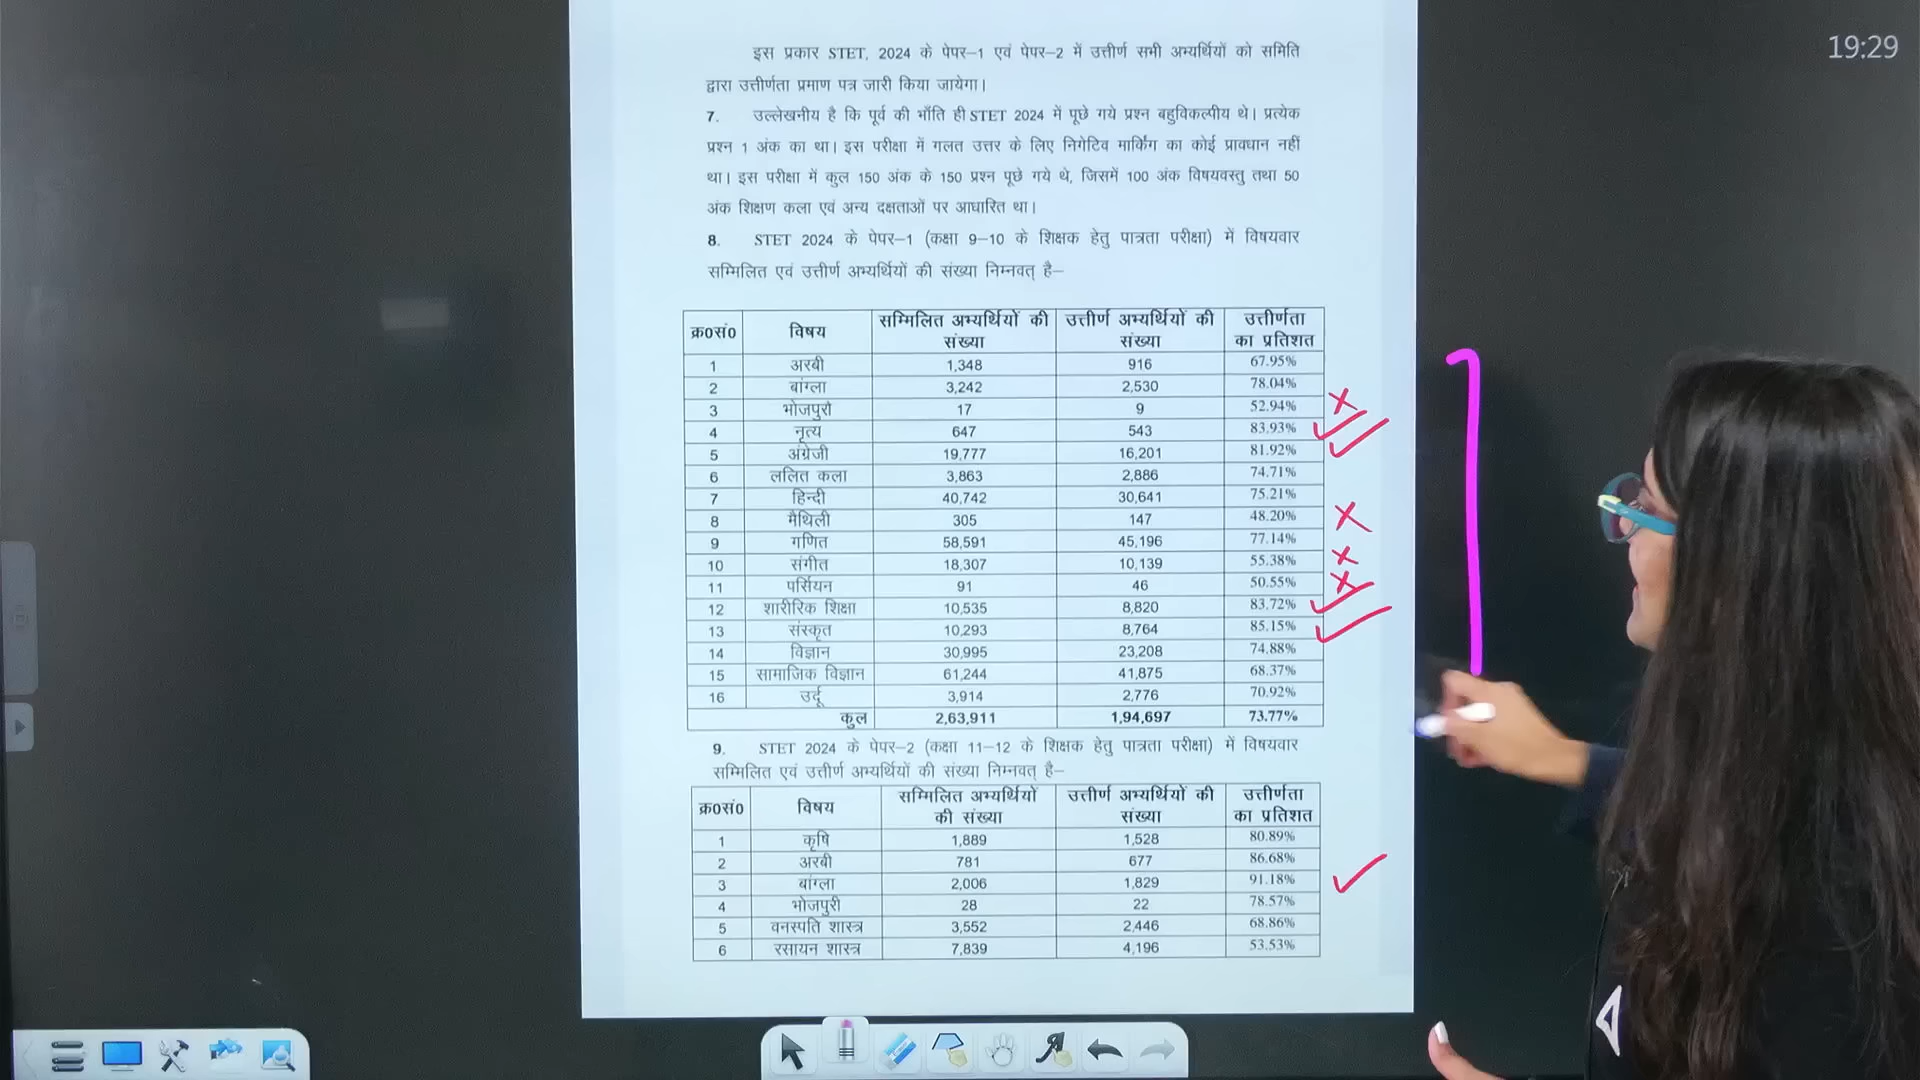 19:29
इस प्रकार STET, 2024 के पेपर–1 एवं पेपर–2 में उत्तीर्ण सभी अभ्यर्थियों को समिति
द्वारा उत्तीर्णता प्रमाण पत्र जारी किया जायेगा।
7. उल्लेखनीय है कि पूर्व की भाँति ही STET 2024 में पूछे गये प्रश्न बहुविकल्पीय थे। प्रत्येक
प्रश्न 1 अंक का था। इस परीक्षा में गलत उत्तर के लिए निगेटिव मार्किंग का कोई प्रावधान नहीं
था। इस परीक्षा में कुल 150 अंक के 150 प्रश्न पूछे गये थे, जिसमें 100 अंक विषयवस्तु तथा 50
अंक शिक्षण कला एवं अन्य दक्षताओं पर आधारित था।
8. STET 2024 के पेपर–1 (कक्षा 9–10 के शिक्षक हेतु पात्रता परीक्षा) में विषयवार
सम्मिलित एवं उत्तीर्ण अभ्यर्थियों की संख्या निम्नवत् है–
क्र०सं० विषय सम्मिलित अभ्यर्थियों की संख्या उत्तीर्ण अभ्यर्थियों की संख्या उत्तीर्णता का प्रतिशत
1 अरबी 1,348 916 67.95%
2 बांग्ला 3,242 2,530 78.04%
3 भोजपुरी 17 9 52.94%
4 नृत्य 647 543 83.93%
5 अंग्रेजी 19,777 16,201 81.92%
6 ललित कला 3,863 2,886 74.71%
7 हिन्दी 40,742 30,641 75.21%
8 मैथिली 305 147 48.20%
9 गणित 58,591 45,196 77.14%
10 संगीत 18,307 10,139 55.38%
11 पर्सियन 91 46 50.55%
12 शारीरिक शिक्षा 10,535 8,820 83.72%
13 संस्कृत 10,293 8,764 85.15%
14 विज्ञान 30,995 23,208 74.88%
15 सामाजिक विज्ञान 61,244 41,875 68.37%
16 उर्दू 3,914 2,776 70.92%
कुल 2,63,911 1,94,697 73.77%
9. STET 2024 के पेपर–2 (कक्षा 11–12 के शिक्षक हेतु पात्रता परीक्षा) में विषयवार
सम्मिलित एवं उत्तीर्ण अभ्यर्थियों की संख्या निम्नवत् है–
क्र०सं० विषय सम्मिलित अभ्यर्थियों की संख्या उत्तीर्ण अभ्यर्थियों की संख्या उत्तीर्णता का प्रतिशत
1 कृषि 1,889 1,528 80.89%
2 अरबी 781 677 86.68%
3 बांग्ला 2,006 1,829 91.18%
4 भोजपुरी 28 22 78.57%
5 वनस्पति शास्त्र 3,552 2,446 68.86%
6 रसायन शास्त्र 7,839 4,196 53.53%